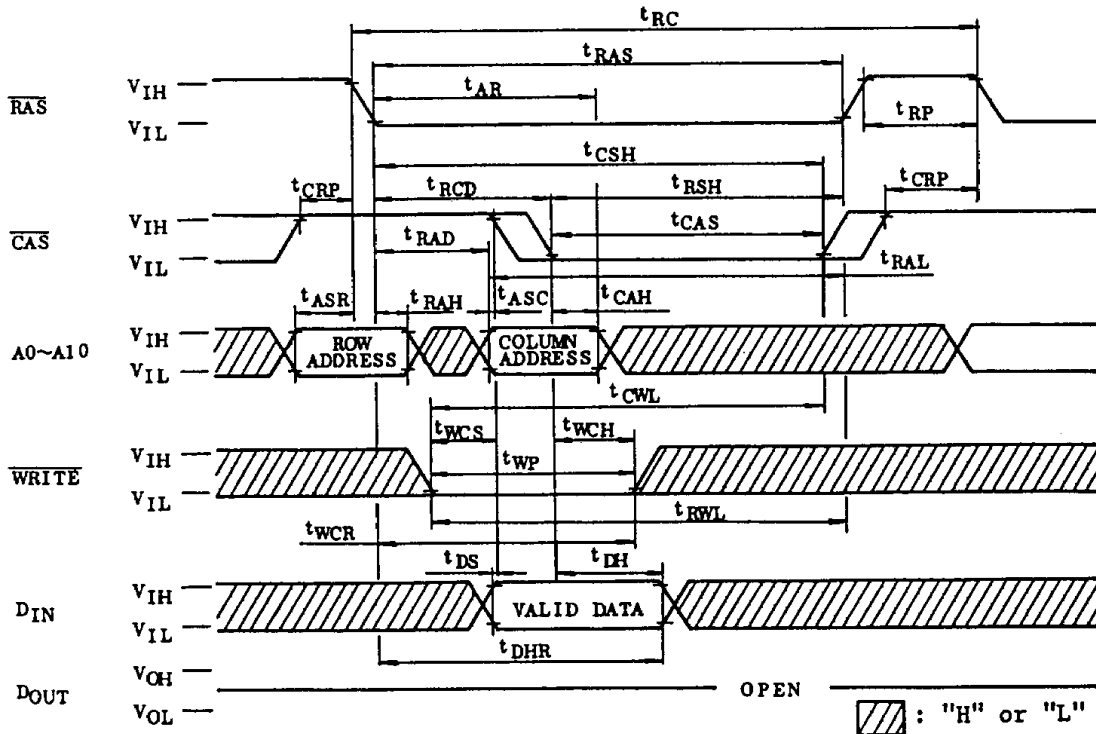 tRC
tRAS
tAR
RAS VIH
VIL
tRP
tCSH
tCRP tRCD tRSH tCRP
CAS VIH
VIL
tRAD tCAS tRAL
tASR tRAH tASC tCAH
A0~A10 VIH
VIL
ROW ADDRESS
COLUMN ADDRESS
tCWL
tWCS tWCH
WRITE VIH
VIL
tWP
tRWL
tWCR
tDS tDH
DIN VIH
VIL
VALID DATA
tDHR
DOUT VOH
VOL
OPEN
: "H" or "L"